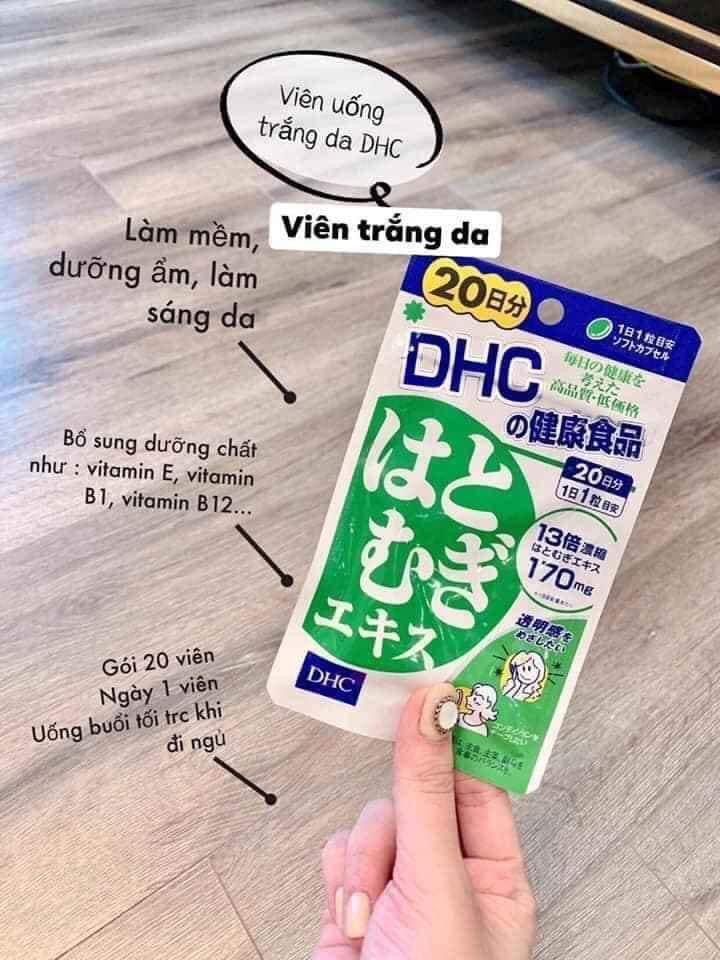 Viên uống
trắng da DHC
Viên trắng da
Làm mềm,
dưỡng ẩm, làm
sáng da
Bổ sung dưỡng chất
như : vitamin E, vitamin
B1, vitamin B12...
Gói 20 viên
Ngày 1 viên
Uống buổi tối trc khi
đi ngủ
20日分
1日1粒目安
ソフトカプセル
DHC
毎日の健康を
考えた
高品質・低価格
の健康食品
はと
むぎ
エキス
20日分
1日1粒目安
13倍濃縮
はとむぎエキス
170mg
透明感を
めざしたい
DHC